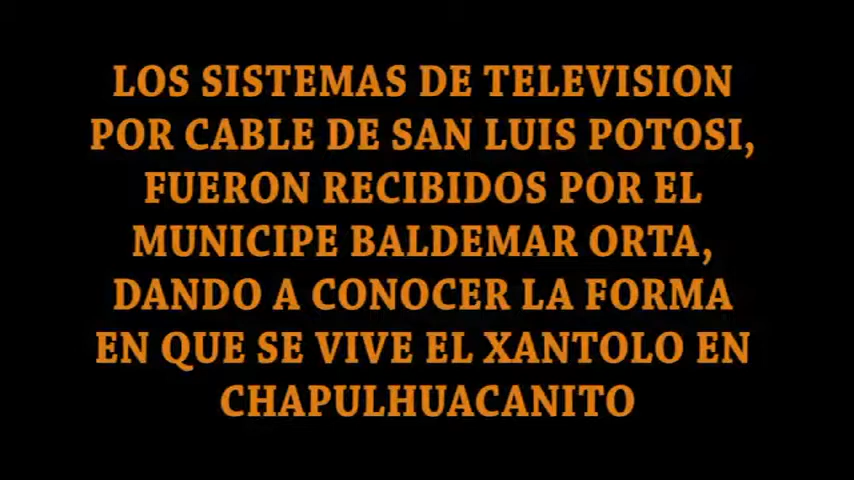 LOS SISTEMAS DE TELEVISION
POR CABLE DE SAN LUIS POTOSI,
FUERON RECIBIDOS POR EL
MUNICIPE BALDEMAR ORTA,
DANDO A CONOCER LA FORMA
EN QUE SE VIVE EL XANTOLO EN
CHAPULHUACANITO